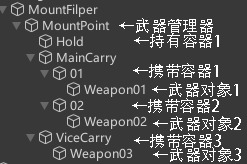 MountFilper
MountPoint ←武器管理器
Hold ←持有容器1
MainCarry
01 ←携带容器1
Weapon01 ←武器对象1
02 ←携带容器2
Weapon02 ←武器对象2
ViceCarry ←携带容器3
Weapon03 ←武器对象3